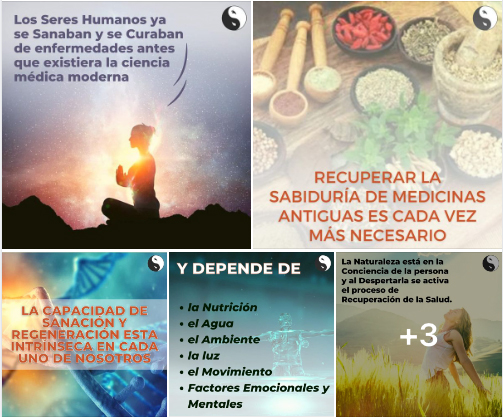 Los Seres Humanos ya
se Sanaban y se Curaban
de enfermedades antes
que existiera la ciencia
médica moderna
RECUPERAR LA
SABIDURÍA DE MEDICINAS
ANTIGUAS ES CADA VEZ
MÁS NECESARIO
LA CAPACIDAD DE
SANACIÓN Y
REGENERACIÓN ESTA
INTRÍNSECA EN CADA
UNO DE NOSOTROS
Y DEPENDE DE
• la Nutrición
• el Agua
• el Ambiente
• la luz
• el Movimiento
• Factores Emocionales y
Mentales
La Naturaleza está en la
Conciencia de la persona
y al Despertarla se activa
el proceso de
Recuperación de la Salud.
+3